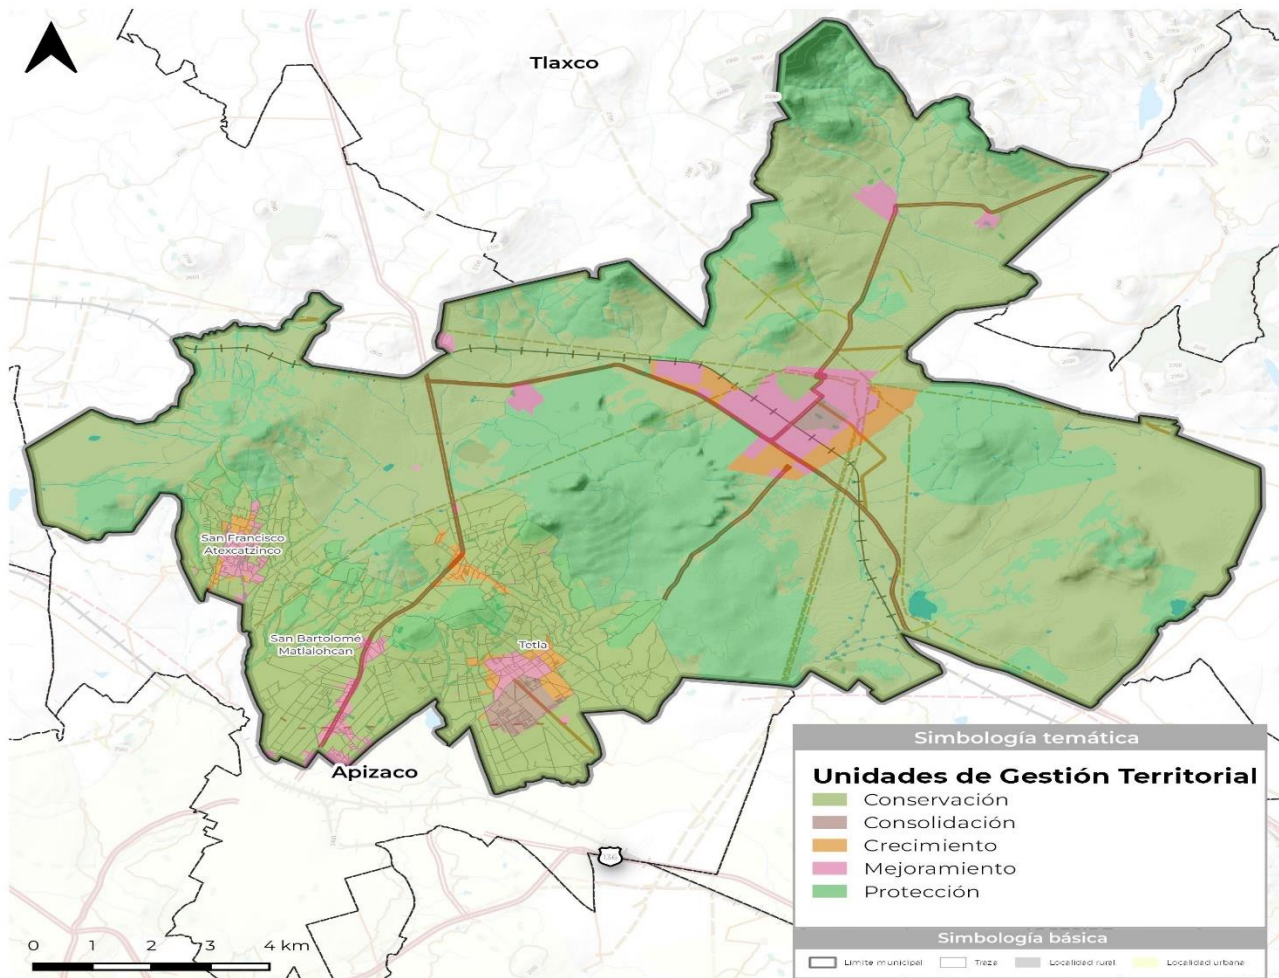 Tlaxco
San Francisco
Atexcatzinco
San Bartolomé
Matlalohcan
Tetla
Apizaco
136
0 1 2 3 4 km
Simbología temática
Unidades de Gestión Territorial
Conservación
Consolidación
Crecimiento
Mejoramiento
Protección
Simbología básica
Límite municipal Traza Localidad rural Localidad urbana